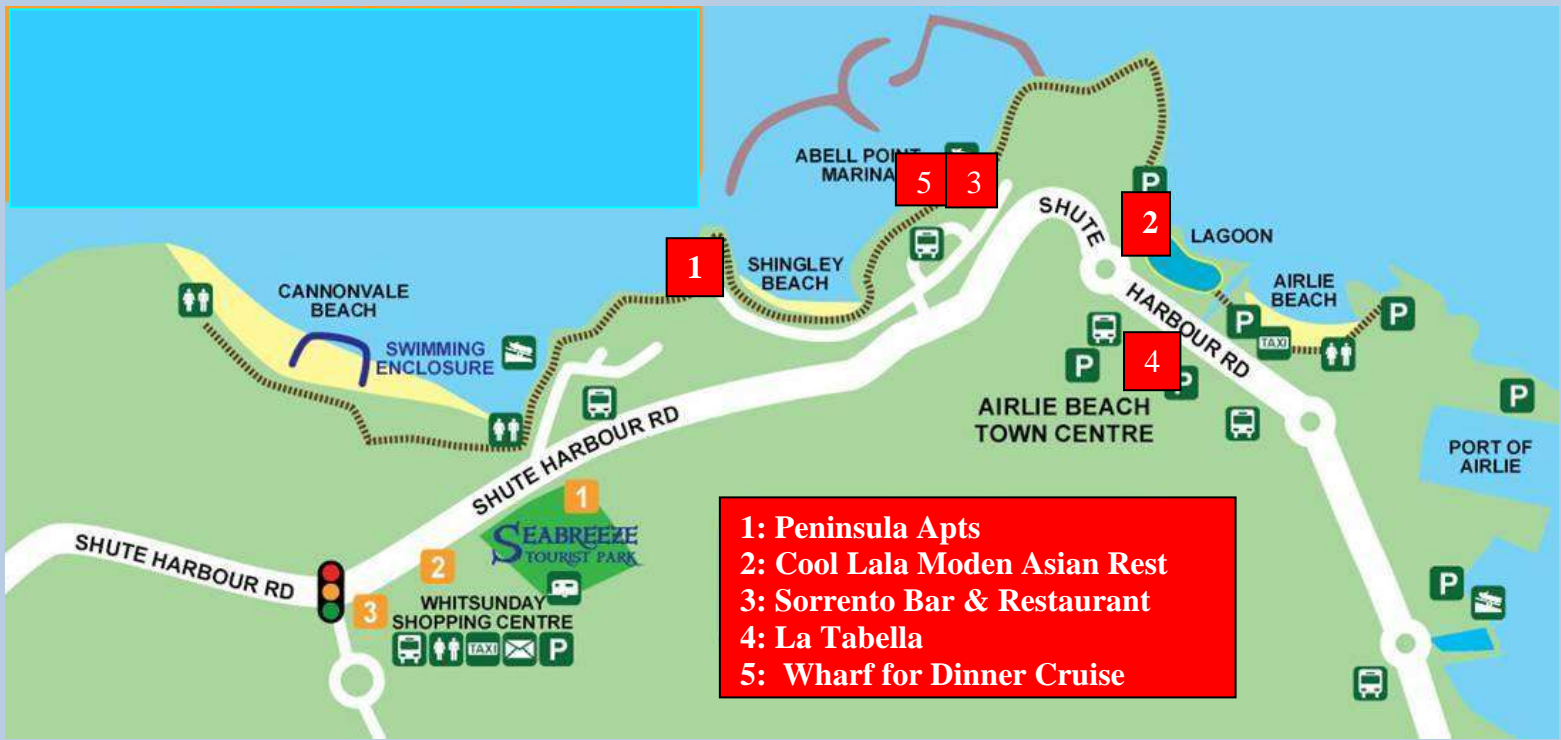 ABELL POINT
MARINA
5
3
SHUTE
P
2
LAGOON
1
SHINGLEY
BEACH
CANNONVALE
BEACH
SWIMMING
ENCLOSURE
AIRLIE
BEACH
HARBOUR RD
P
TAXI
P
4
P
P
AIRLIE BEACH
TOWN CENTRE
P
PORT OF
AIRLIE
SHUTE HARBOUR RD
1
SEABREEZE
TOURIST PARK
SHUTE HARBOUR RD
2
3
WHITSUNDAY
SHOPPING CENTRE
TAXI
P
P
1: Peninsula Apts
2: Cool Lala Moden Asian Rest
3: Sorrento Bar & Restaurant
4: La Tabella
5: Wharf for Dinner Cruise